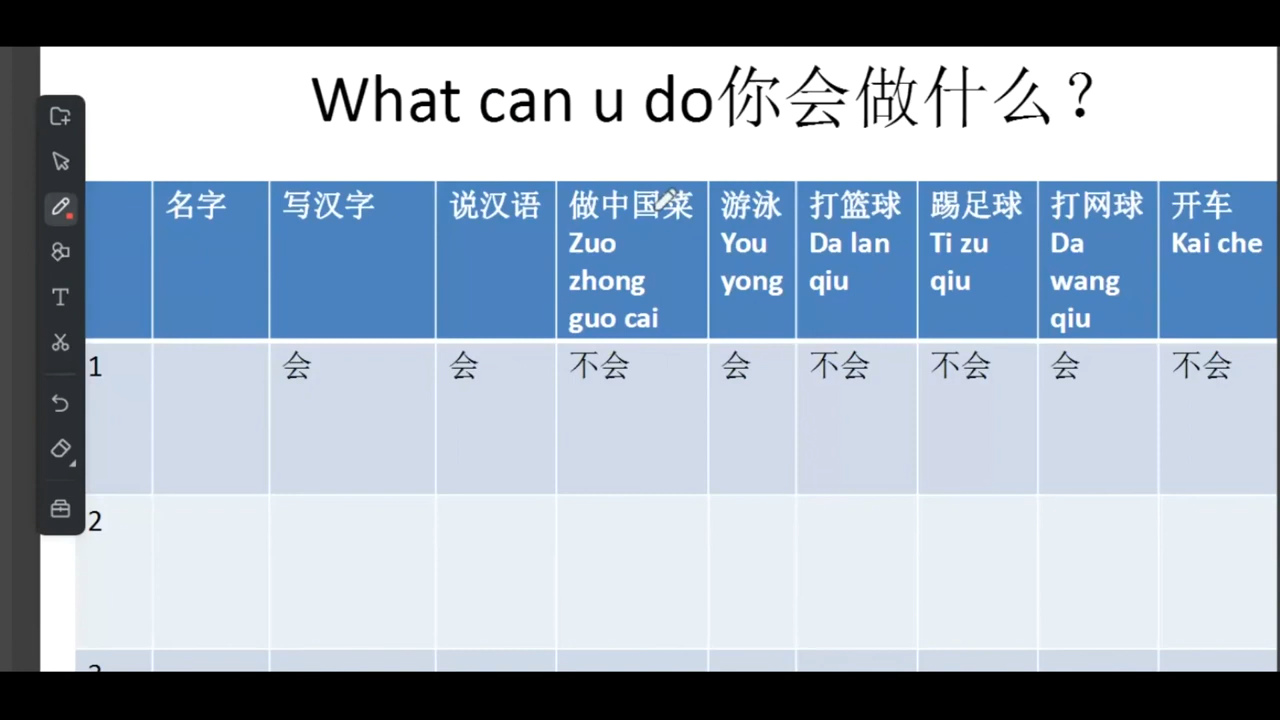 What can u do你会做什么?
名字
写汉字
说汉语
做中国菜
Zuo
zhong
guo cai
游泳
You
yong
打篮球
Da lan
qiu
踢足球
Ti zu
qiu
打网球
Da
wang
qiu
开车
Kai che
1
会
会
不会
会
不会
不会
会
不会
2